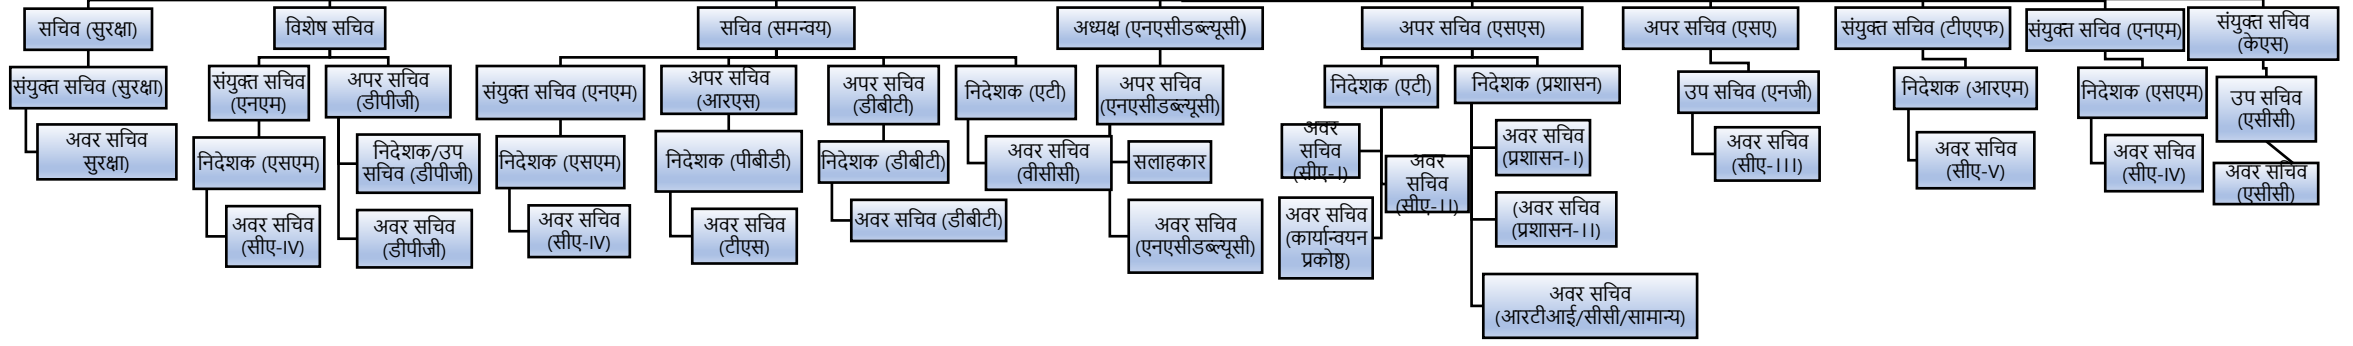 सचिव (सुरक्षा)
विशेष सचिव
सचिव (समन्वय)
अध्यक्ष (एनएसीडब्ल्यूसी)
अपर सचिव (एसएस)
अपर सचिव (एसए)
संयुक्त सचिव (टीएएफ)
संयुक्त सचिव (एनएम)
संयुक्त सचिव
(केएस)
संयुक्त सचिव (सुरक्षा)
संयुक्त सचिव
(एनएम)
अपर सचिव
(डीपीजी)
संयुक्त सचिव (एनएम)
अपर सचिव
(आरएस)
अपर सचिव
(डीबीटी)
निदेशक (एटी)
अपर सचिव
(एनएसीडब्ल्यूसी)
निदेशक (एटी)
निदेशक (प्रशासन)
उप सचिव (एनजी)
निदेशक (आरएम)
निदेशक (एसएम)
उप सचिव
(एसीसी)
अवर सचिव
सुरक्षा)
निदेशक (एसएम)
निदेशक/उप
सचिव (डीपीजी)
निदेशक (एसएम)
निदेशक (पीबीडी)
निदेशक (डीबीटी)
अवर सचिव
(वीसीसी)
सलाहकार
अवर
सचिव
(सीए-I)
अवर
सचिव
(सीए-II)
अवर सचिव
(प्रशासन-I)
अवर सचिव
(सीए-III)
अवर सचिव
(सीए-V)
अवर सचिव
(सीए-IV)
अवर सचिव
(एसीसी)
अवर सचिव
(सीए-IV)
अवर सचिव
(डीपीजी)
अवर सचिव
(सीए-IV)
अवर सचिव
(टीएस)
अवर सचिव (डीबीटी)
अवर सचिव
(एनएसीडब्ल्यूसी)
अवर सचिव
(कार्यान्वयन
प्रकोष्ठ)
(अवर सचिव
(प्रशासन-II)
अवर सचिव
(आरटीआई/सीसी/सामान्य)